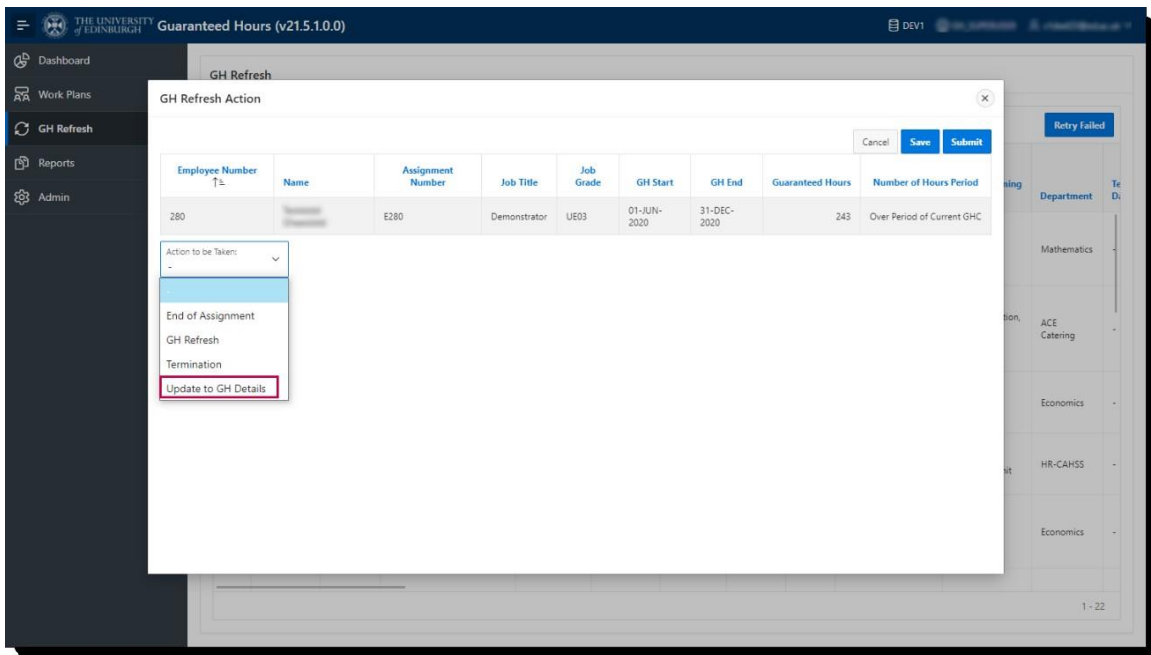 THE UNIVERSITY
of EDINBURGH
Guaranteed Hours (v21.5.1.0.0)
DEV1
Dashboard
Work Plans
GH Refresh
Reports
Admin
GH Refresh
GH Refresh Action
Retry Failed
Cancel Save Submit
Employee Number Name Assignment Number Job Title Job Grade GH Start GH End Guaranteed Hours Number of Hours Period
280 E280 Demonstrator UE03 01-JUN-2020 31-DEC-2020 243 Over Period of Current GHC
Action to be Taken:
-
-
End of Assignment
GH Refresh
Termination
Update to GH Details
Department
Mathematics -
ACE
Catering -
Economics -
HR-CAHSS -
Economics -
1 - 22